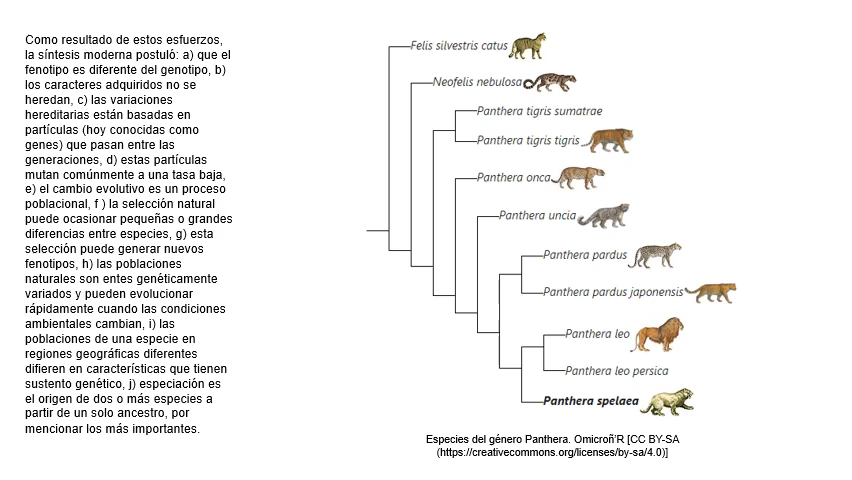 Como resultado de estos esfuerzos,
la síntesis moderna postuló: a) que el
fenotipo es diferente del genotipo, b)
los caracteres adquiridos no se
heredan, c) las variaciones
hereditarias están basadas en
partículas (hoy conocidas como
genes) que pasan entre las
generaciones, d) estas partículas
mutan comúnmente a una tasa baja,
e) el cambio evolutivo es un proceso
poblacional, f ) la selección natural
puede ocasionar pequeñas o grandes
diferencias entre especies, g) esta
selección puede generar nuevos
fenotipos, h) las poblaciones
naturales son entes genéticamente
variados y pueden evolucionar
rápidamente cuando las condiciones
ambientales cambian, i) las
poblaciones de una especie en
regiones geográficas diferentes
difieren en características que tienen
sustento genético, j) especiación es
el origen de dos o más especies a
partir de un solo ancestro, por
mencionar los más importantes.
Felis silvestris catus
Neofelis nebulosa
Panthera tigris sumatrae
Panthera tigris tigris
Panthera onca
Panthera uncia
Panthera pardus
Panthera pardus japonensis
Panthera leo
Panthera leo persica
Panthera spelaea
Especies del género Panthera. Omicroñ'R [CC BY-SA
(https://creativecommons.org/licenses/by-sa/4.0)]